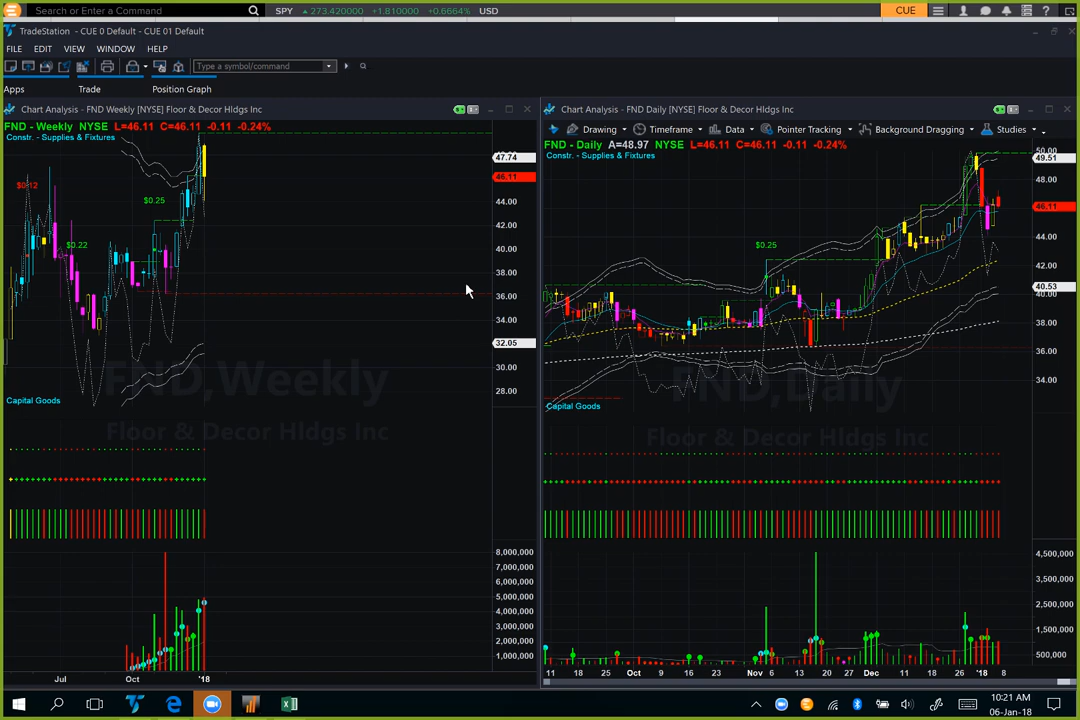 Search or Enter a Command
SPY 273.420000 +1.810000 +0.6664% USD
CUE
TradeStation - CUE 0 Default - CUE 01 Default
FILE EDIT VIEW WINDOW HELP
Type a symbol/command
Apps Trade Position Graph
Chart Analysis - FND Weekly [NYSE] Floor & Decor Hldgs Inc
FND - Weekly NYSE L=46.11 C=46.11 -0.11 -0.24%
Constr. - Supplies & Fixtures
$0.12
$0.22
$0.25
47.74
46.11
44.00
42.00
40.00
38.00
36.00
34.00
32.05
30.00
28.00
FND,Weekly
Floor & Decor Hldgs Inc
Capital Goods
8,000,000
7,000,000
6,000,000
5,000,000
4,000,000
3,000,000
2,000,000
1,000,000
Jul Oct '18
Chart Analysis - FND Daily [NYSE] Floor & Decor Hldgs Inc
Drawing Timeframe Data Pointer Tracking Background Dragging Studies
FND - Daily A=48.97 NYSE L=46.11 C=46.11 -0.11 -0.24%
Constr. - Supplies & Fixtures
$0.25
50.00
49.51
48.00
46.11
44.00
42.00
40.53
40.00
38.00
36.00
34.00
FND,Daily
Floor & Decor Hldgs Inc
Capital Goods
4,500,000
3,500,000
2,500,000
1,500,000
500,000
11 18 25 Oct 9 16 23 Nov 6 13 20 27 Dec 11 18 26 '18 8
10:21 AM
06-Jan-18